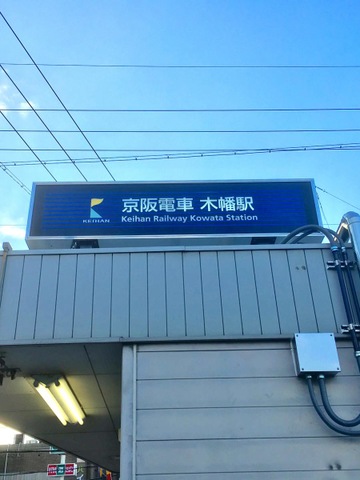 京阪電車 木幡駅
KEIHAN
Keihan Railway Kowata Station